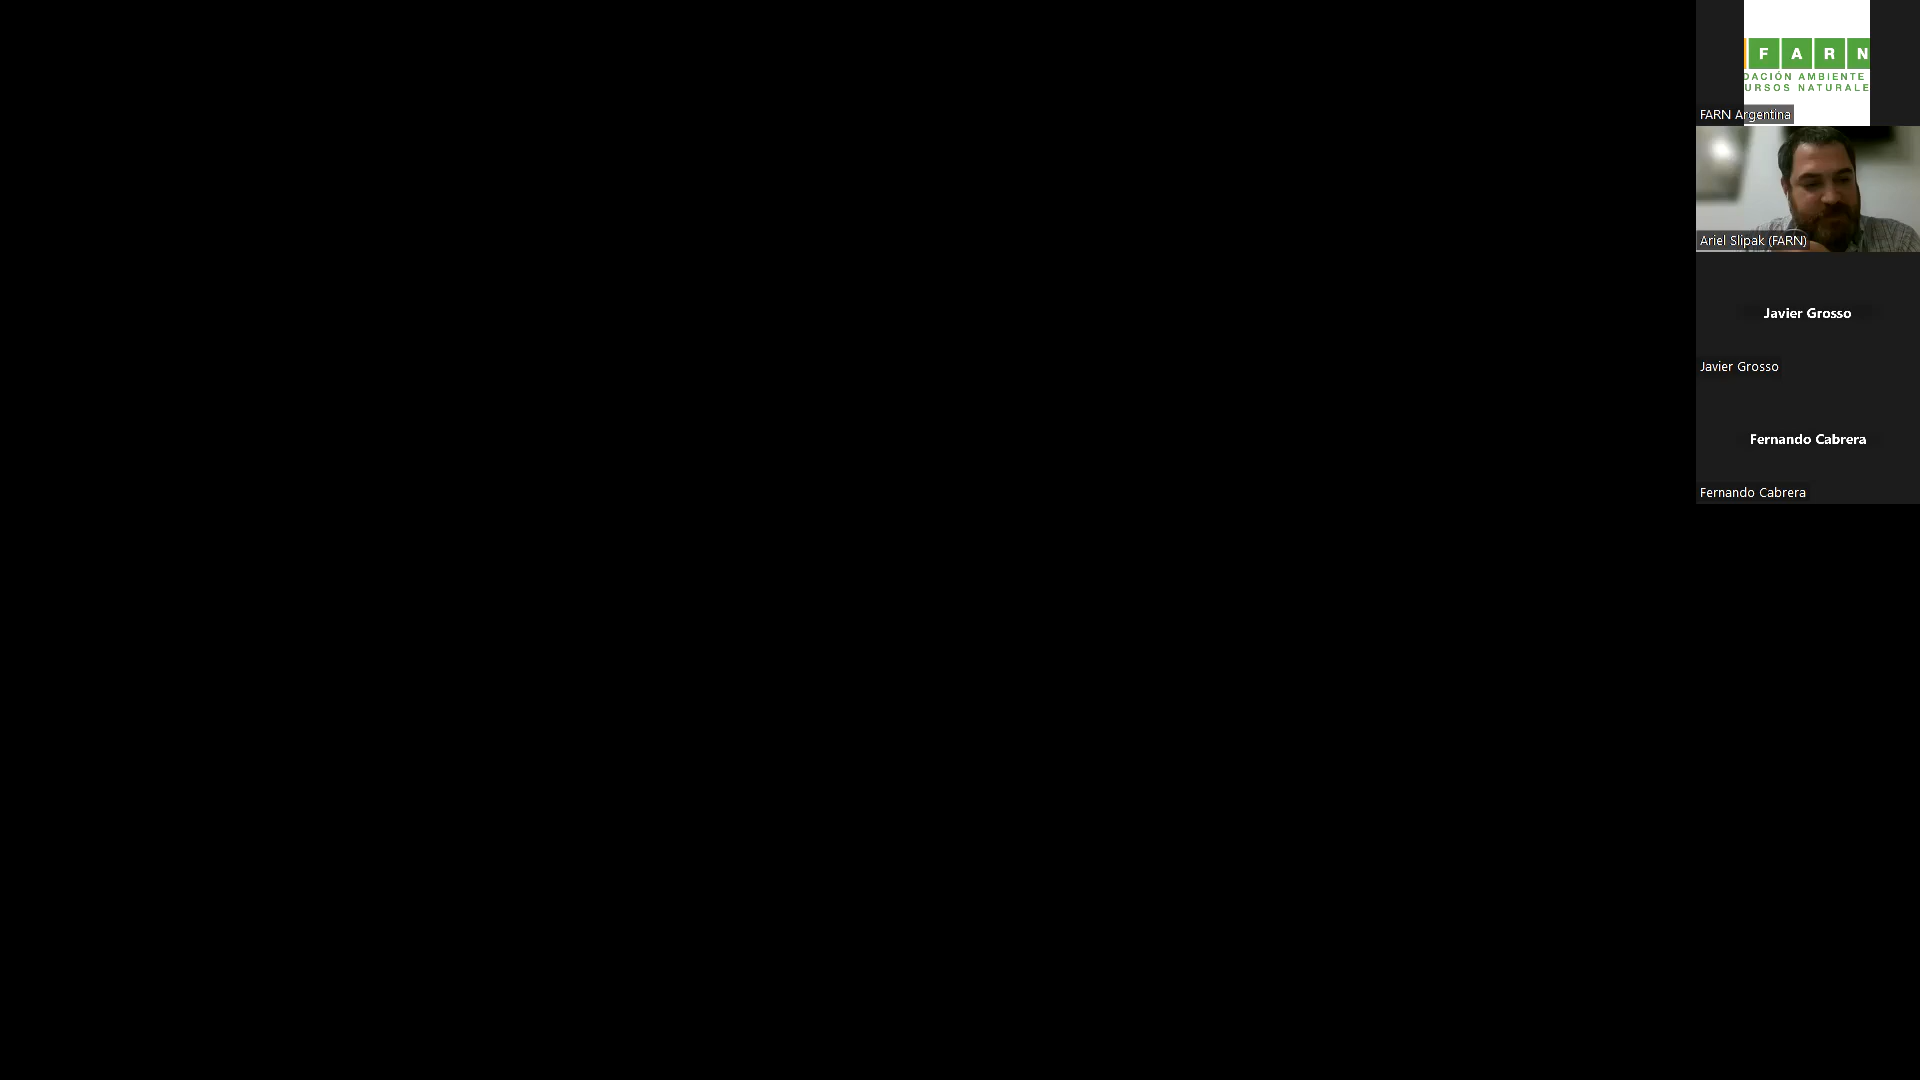 F A R N
DACIÓN AMBIENTE
URSOS NATURALE
FARN Argentina
Ariel Slipak (FARN)
Javier Grosso
Javier Grosso
Fernando Cabrera
Fernando Cabrera